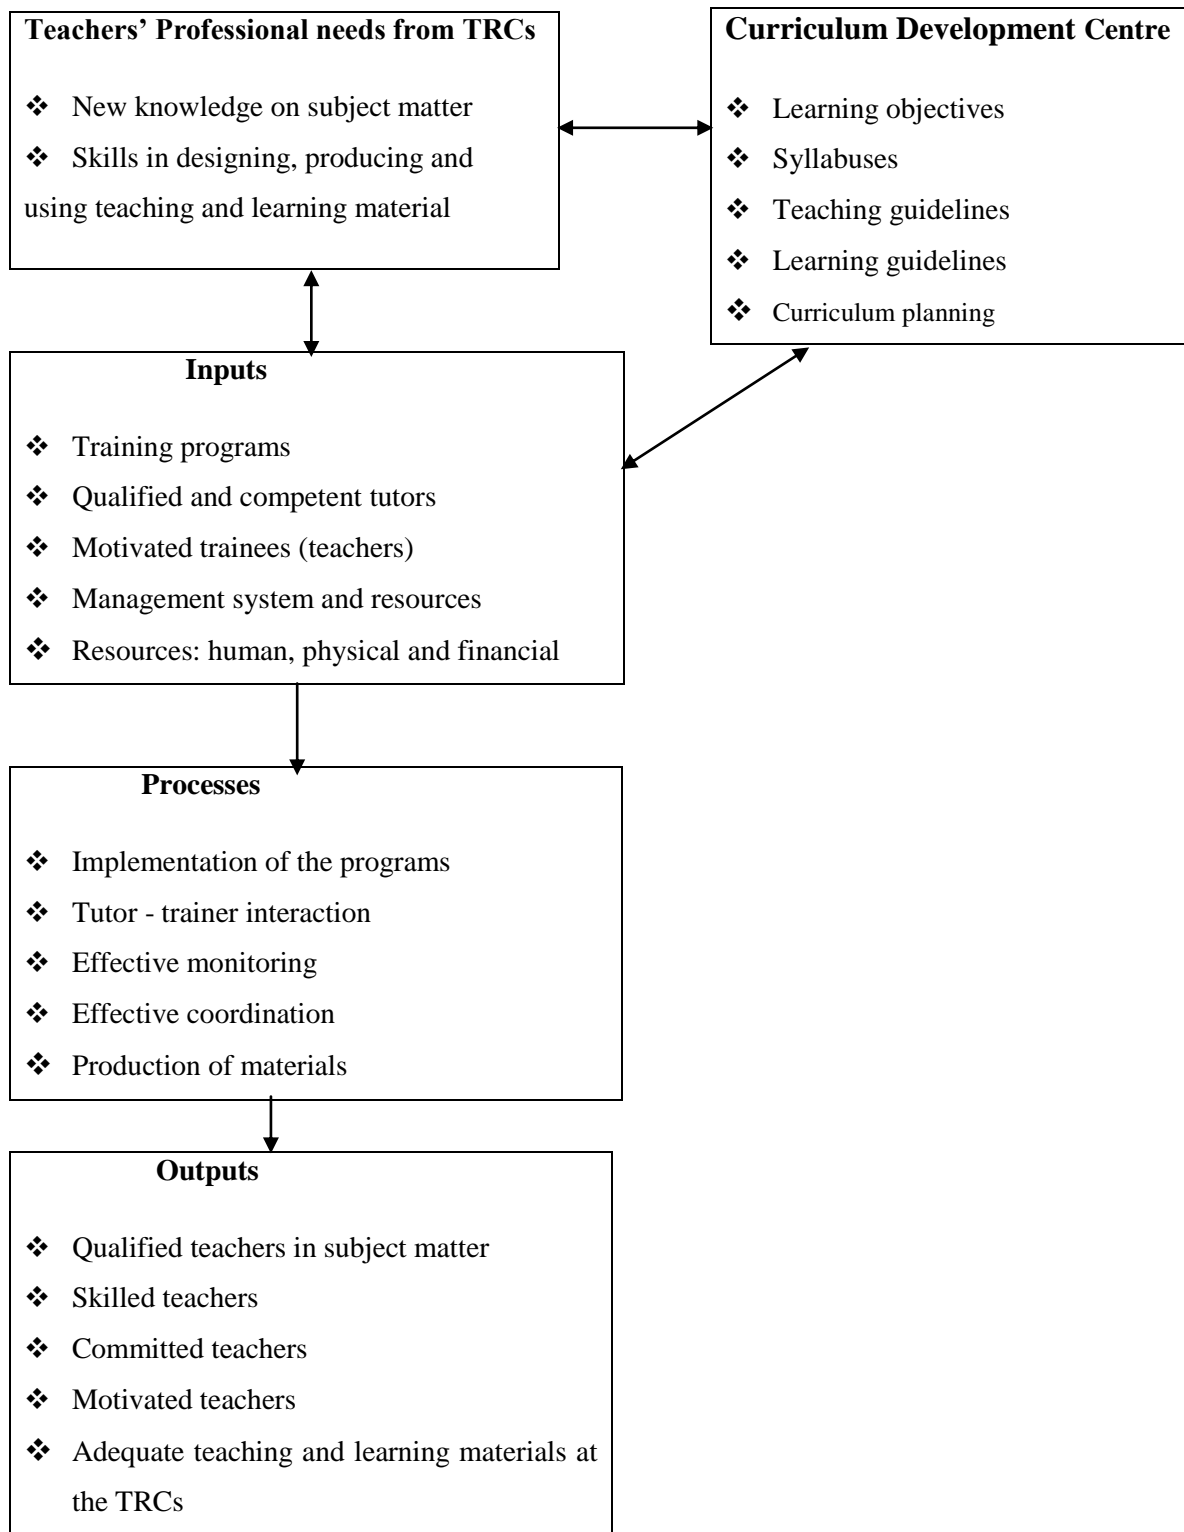 Teachers’ Professional needs from TRCs
❖ New knowledge on subject matter
❖ Skills in designing, producing and
using teaching and learning material
Curriculum Development Centre
❖ Learning objectives
❖ Syllabuses
❖ Teaching guidelines
❖ Learning guidelines
❖ Curriculum planning
Inputs
❖ Training programs
❖ Qualified and competent tutors
❖ Motivated trainees (teachers)
❖ Management system and resources
❖ Resources: human, physical and financial
Processes
❖ Implementation of the programs
❖ Tutor - trainer interaction
❖ Effective monitoring
❖ Effective coordination
❖ Production of materials
Outputs
❖ Qualified teachers in subject matter
❖ Skilled teachers
❖ Committed teachers
❖ Motivated teachers
❖ Adequate teaching and learning materials at
the TRCs